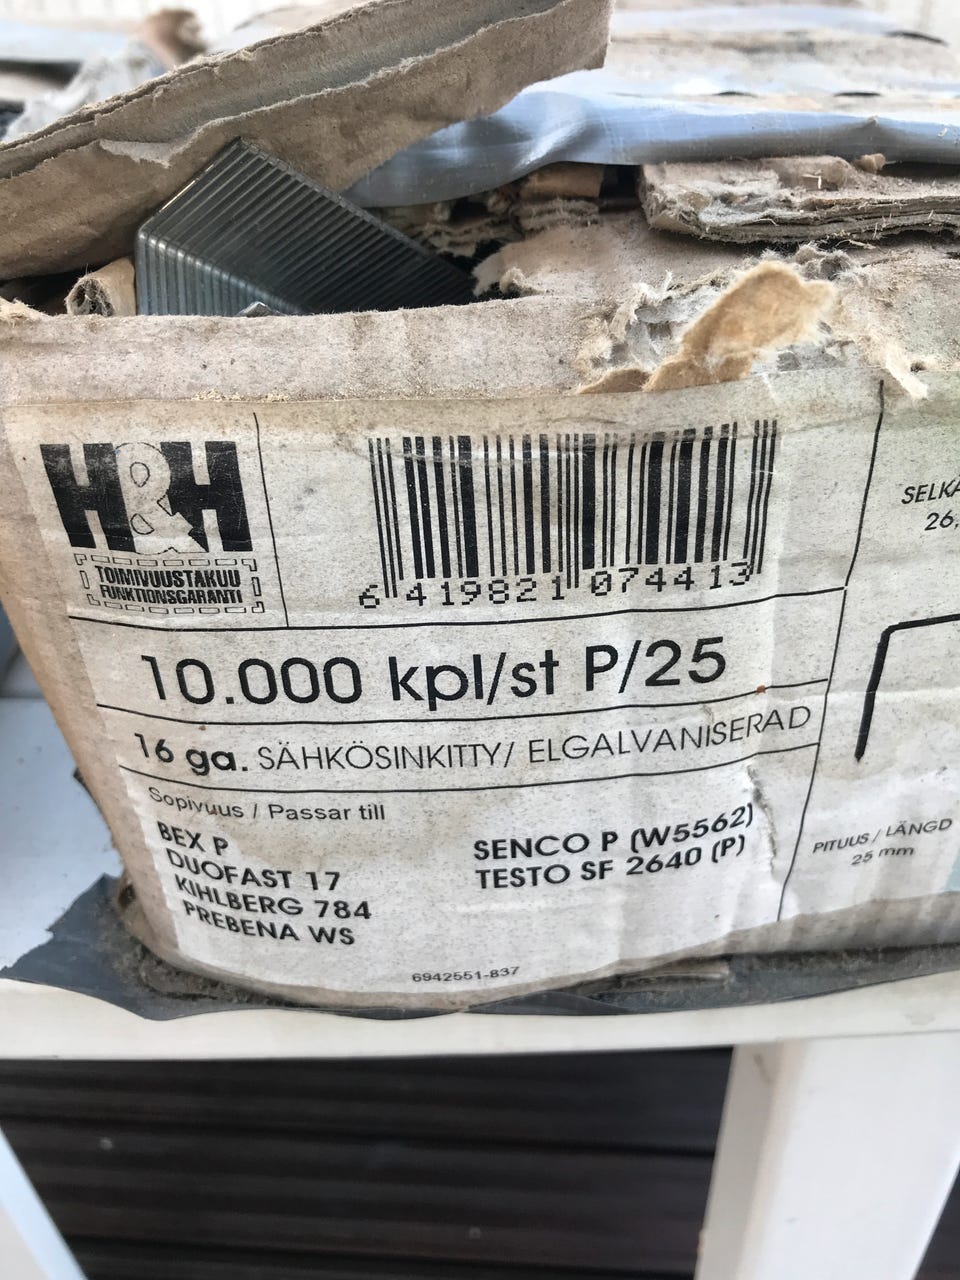 H&H
TOIMIVUUSTAKUU
FUNKTIONSGARANTI
6 419821 074413
10.000 kpl/st P/25
16 ga. SÄHKÖSINKITTY/ ELGALVANISERAD
Sopivuus / Passar till
BEX P
DUOFAST 17
KIHLBERG 784
PREBENA WS
SENCO P (W5562)
TESTO SF 2640 (P)
6942551-837
26,
PITUUS / LÄNGD
25 mm